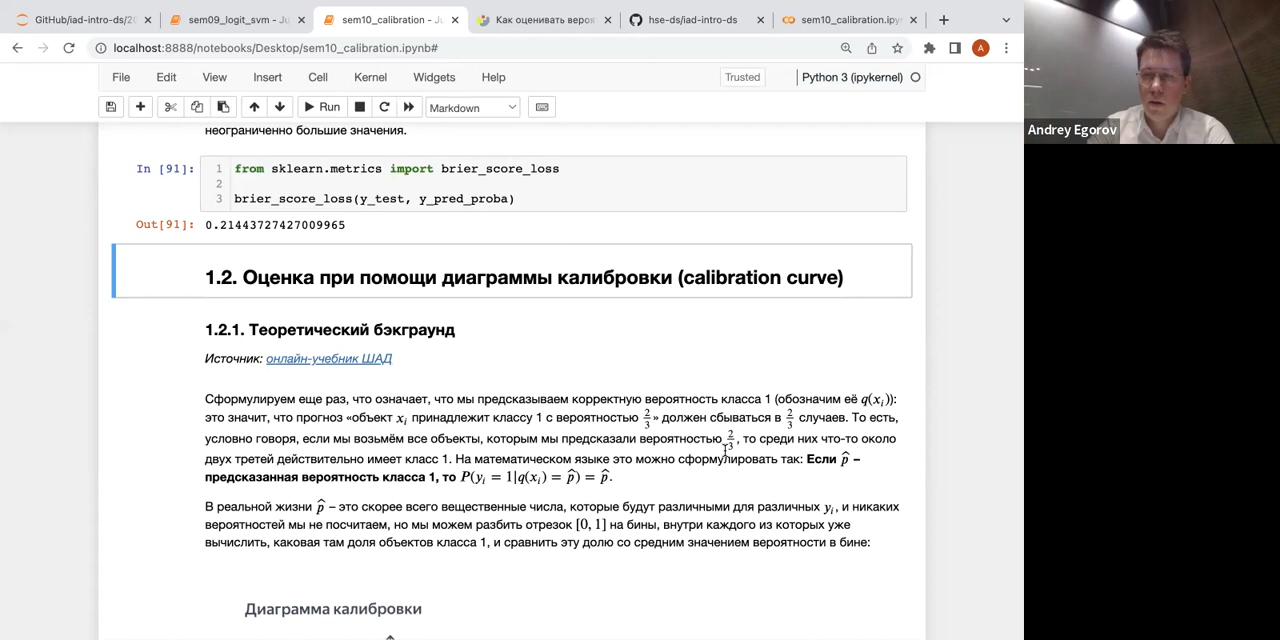 GitHub/iad-intro-ds/20
sem09_logit_svm - Ju
sem10_calibration - J
Как оценивать вероя
hse-ds/iad-intro-ds
sem10_calibration.ipyn
localhost:8888/notebooks/Desktop/sem10_calibration.ipynb#
A
File Edit View Insert Cell Kernel Widgets Help
Trusted
Python 3 (ipykernel)
Run
Markdown
Andrey Egorov
неограниченно большие значения.
In [91]:
1 from sklearn.metrics import brier_score_loss
2
3 brier_score_loss(y_test, y_pred_proba)
Out[91]: 0.21443727427009965
1.2. Оценка при помощи диаграммы калибровки (calibration curve)
1.2.1. Теоретический бэкграунд
Источник: онлайн-учебник ШАД
Сформулируем еще раз, что означает, что мы предсказываем корректную вероятность класса 1 (обозначим её q(x_i)):
это значит, что прогноз «объект x_i принадлежит классу 1 с вероятностью 2/3» должен сбываться в 2/3 случаев. То есть,
условно говоря, если мы возьмём все объекты, которым мы предсказали вероятностью 2/3, то среди них что-то около
двух третей действительно имеет класс 1. На математическом языке это можно сформулировать так: Если p̂ –
предсказанная вероятность класса 1, то P(y_i = 1|q(x_i) = p̂) = p̂.
В реальной жизни p̂ – это скорее всего вещественные числа, которые будут различными для различных y_i, и никаких
вероятностей мы не посчитаем, но мы можем разбить отрезок [0, 1] на бины, внутри каждого из которых уже
вычислить, каковая там доля объектов класса 1, и сравнить эту долю со средним значением вероятности в бине:
Диаграмма калибровки